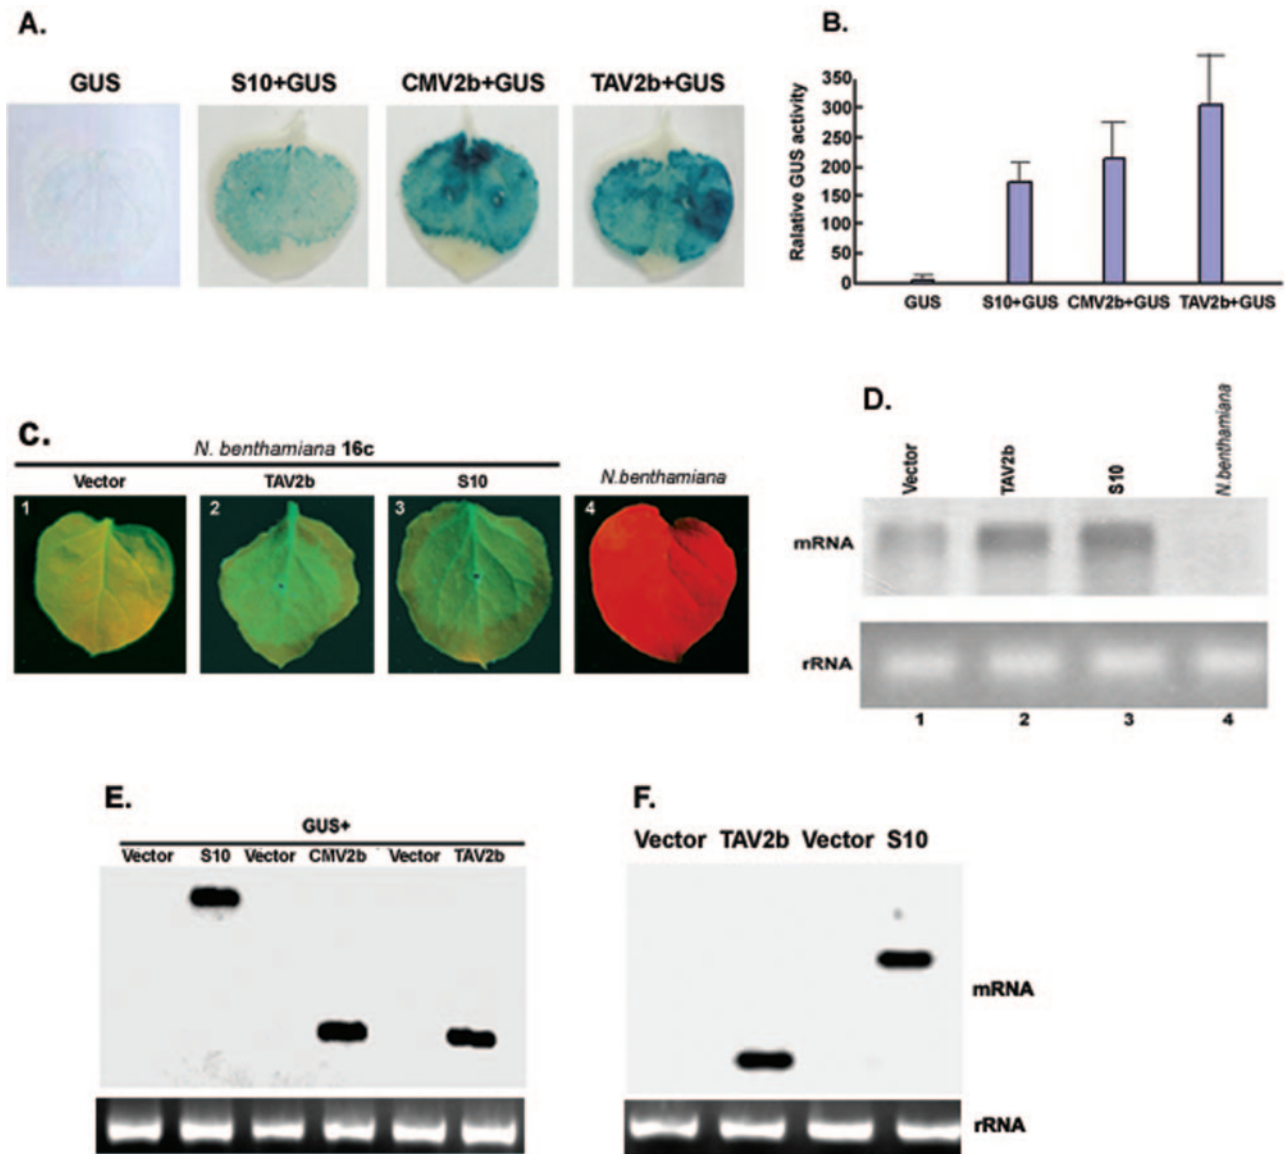 A.
GUS S10+GUS CMV2b+GUS TAV2b+GUS
B.
Ralative GUS activity
350
300
250
200
150
100
50
0
GUS S10+GUS CMV2b+GUS TAV2b+GUS
C.
N. benthamiana 16c
Vector TAV2b S10 N.benthamiana
1 2 3 4
D.
Vector TAV2b S10 N.benthamiana
mRNA
rRNA
1 2 3 4
E.
GUS+
Vector S10 Vector CMV2b Vector TAV2b
F.
Vector TAV2b Vector S10
mRNA
rRNA